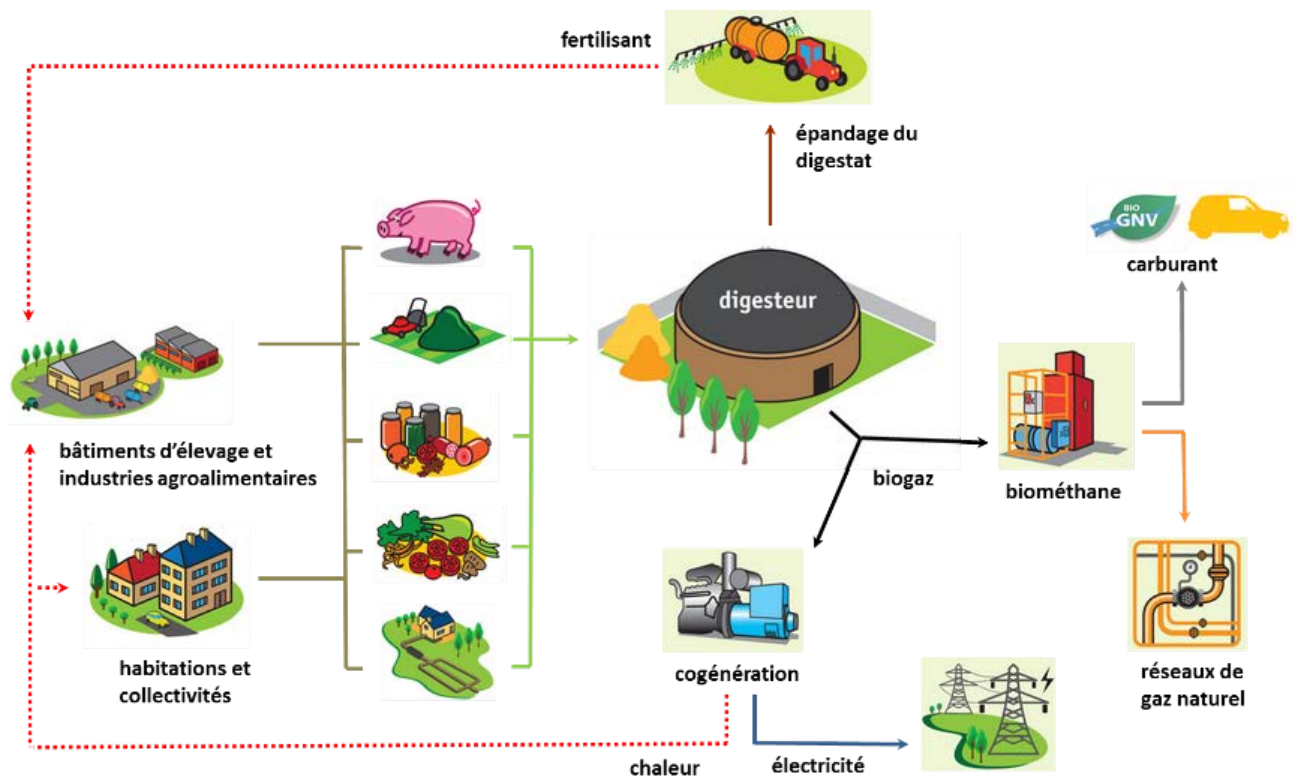 fertilisant
épandage du
digestat
BIO
GNV
carburant
digesteur
bâtiments d'élevage et
industries agroalimentaires
biogaz
biométhane
habitations et
collectivités
cogénération
réseaux de
gaz naturel
chaleur
électricité